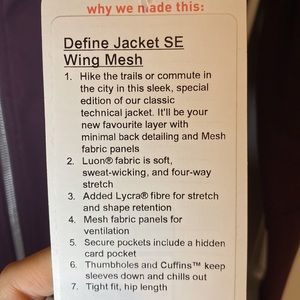 why we made this:
Define Jacket SE
Wing Mesh
1. Hike the trails or commute in
the city in this sleek, special
edition of our classic
technical jacket. It'll be your
new favourite layer with
minimal back detailing and Mesh
fabric panels
2. Luon® fabric is soft,
sweat-wicking, and four-way
stretch
3. Added Lycra® fibre for stretch
and shape retention
4. Mesh fabric panels for
ventilation
5. Secure pockets include a hidden
card pocket
6. Thumbholes and Cuffins™ keep
sleeves down and chills out
7. Tight fit, hip length